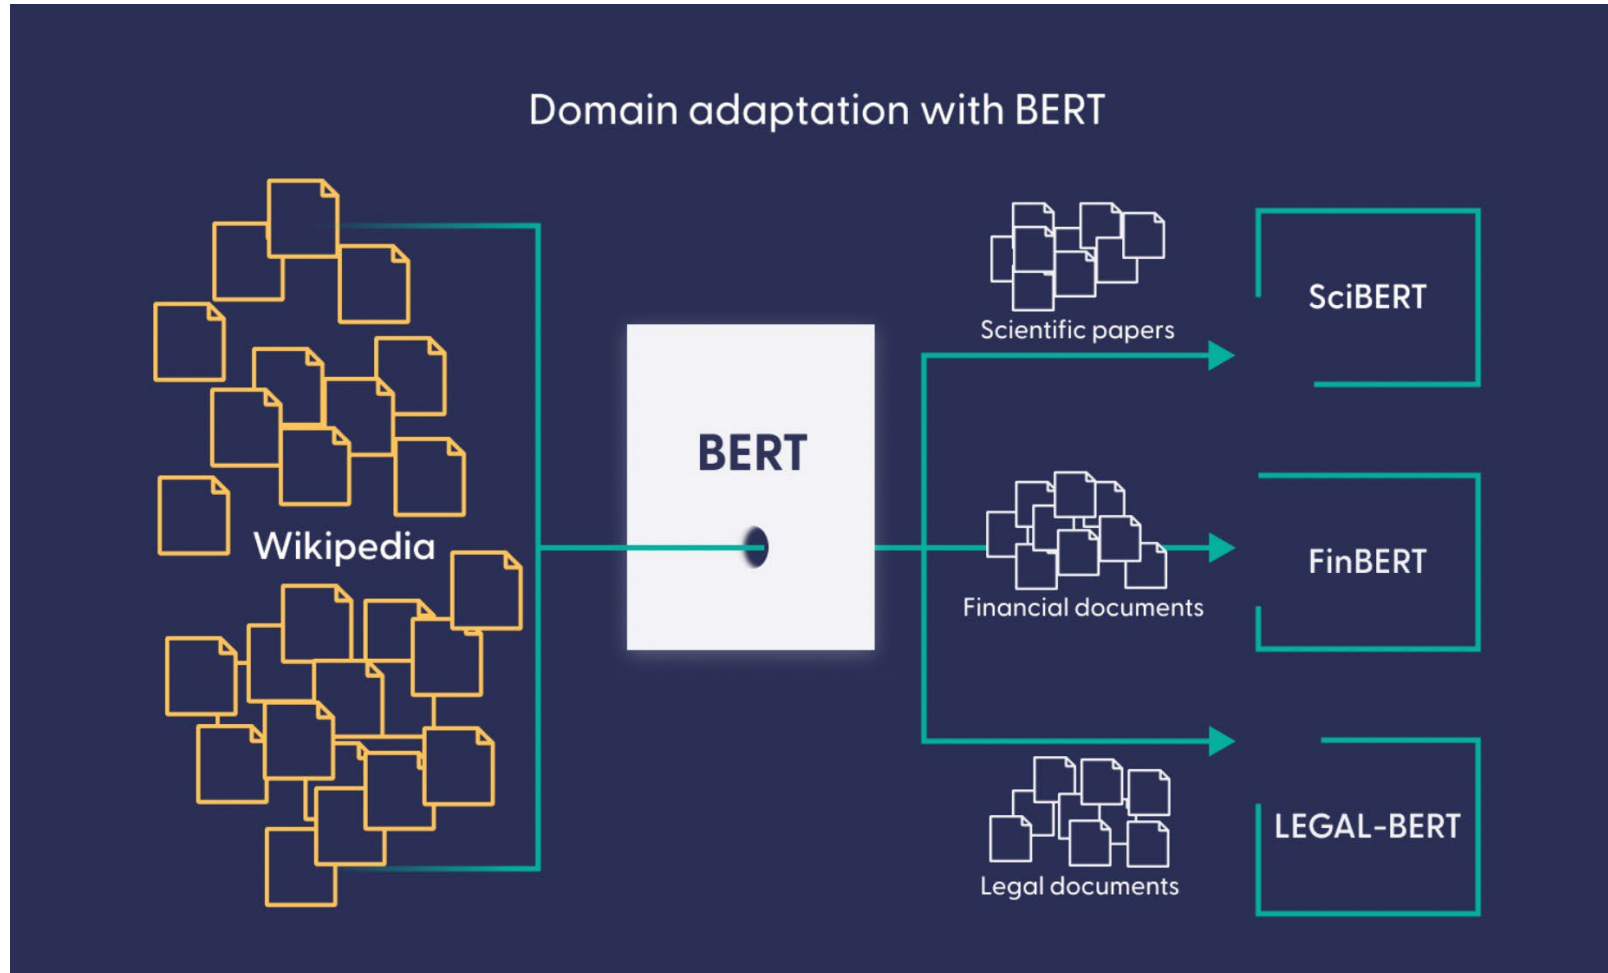 Domain adaptation with BERT
Wikipedia
BERT
Scientific papers
SciBERT
Financial documents
FinBERT
Legal documents
LEGAL-BERT